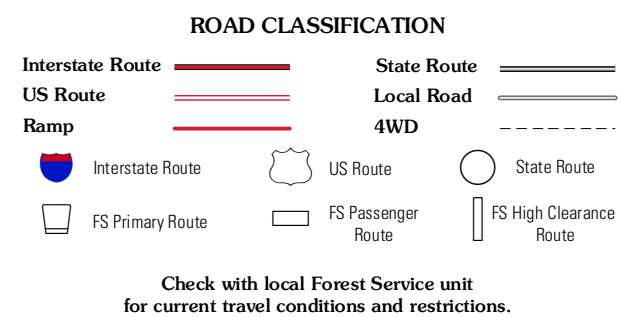 ROAD CLASSIFICATION
Interstate Route
State Route
US Route
Local Road
Ramp
4WD
Interstate Route
US Route
State Route
FS Primary Route
FS Passenger
Route
FS High Clearance
Route
Check with local Forest Service unit
for current travel conditions and restrictions.